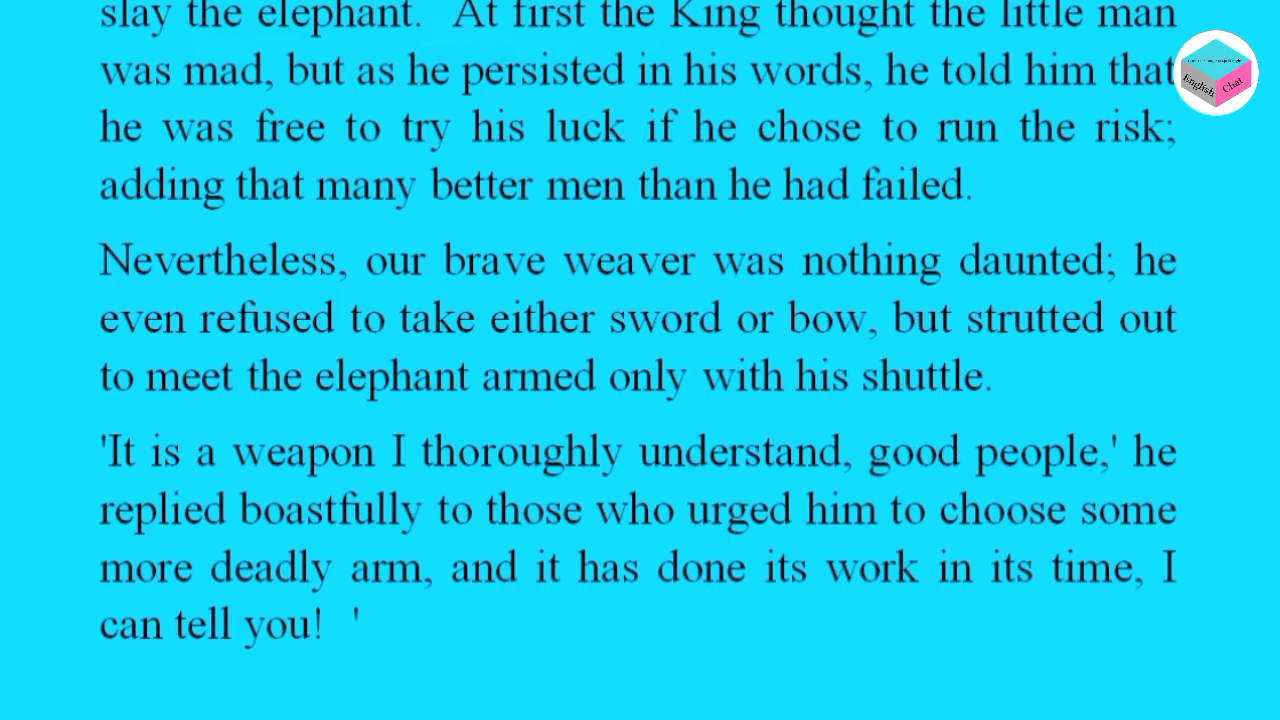 slay the elephant. At first the King thought the little man
was mad, but as he persisted in his words, he told him that
he was free to try his luck if he chose to run the risk;
adding that many better men than he had failed.
Nevertheless, our brave weaver was nothing daunted; he
even refused to take either sword or bow, but strutted out
to meet the elephant armed only with his shuttle.
'It is a weapon I thoroughly understand, good people,' he
replied boastfully to those who urged him to choose some
more deadly arm, and it has done its work in its time, I
can tell you! '
English
Chat